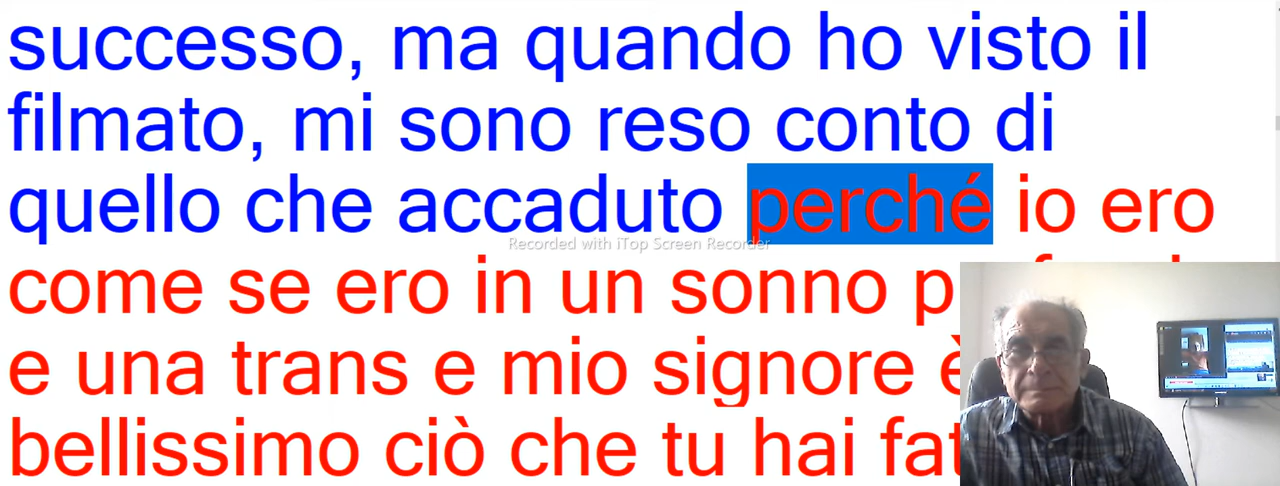 successo, ma quando ho visto il
filmato, mi sono reso conto di
quello che accaduto perché io ero
Recorded with iTop Screen Recorder
come se ero in un sonno
e una trans e mio signore è
bellissimo ciò che tu hai